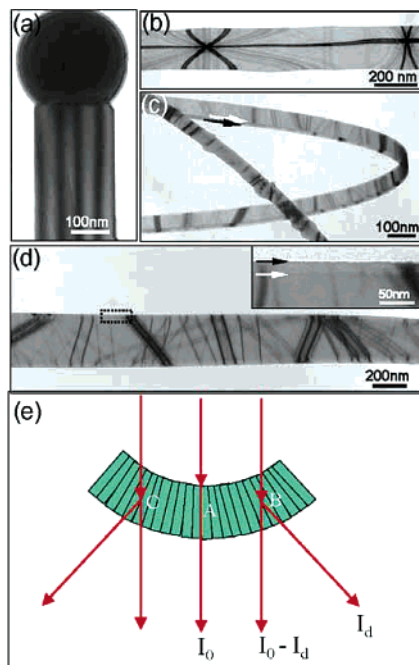 (a)
100nm
(b)
200 nm
(c)
100nm
(d)
50nm
200nm
(e)
C
A
B
I0
I0 - Id
Id